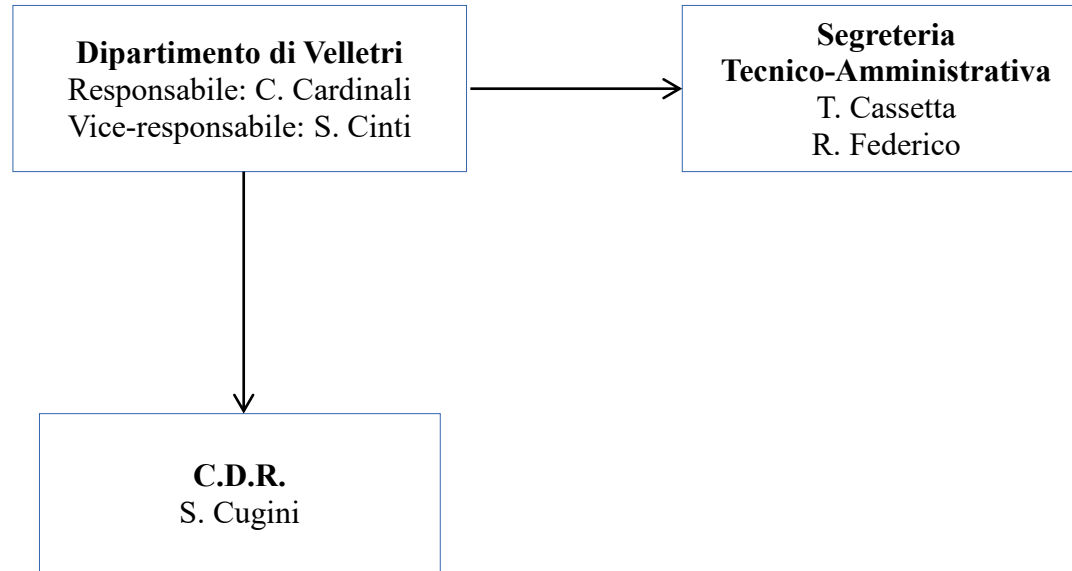 Dipartimento di Velletri
Responsabile: C. Cardinali
Vice-responsabile: S. Cinti
Segreteria
Tecnico-Amministrativa
T. Cassetta
R. Federico
C.D.R.
S. Cugini